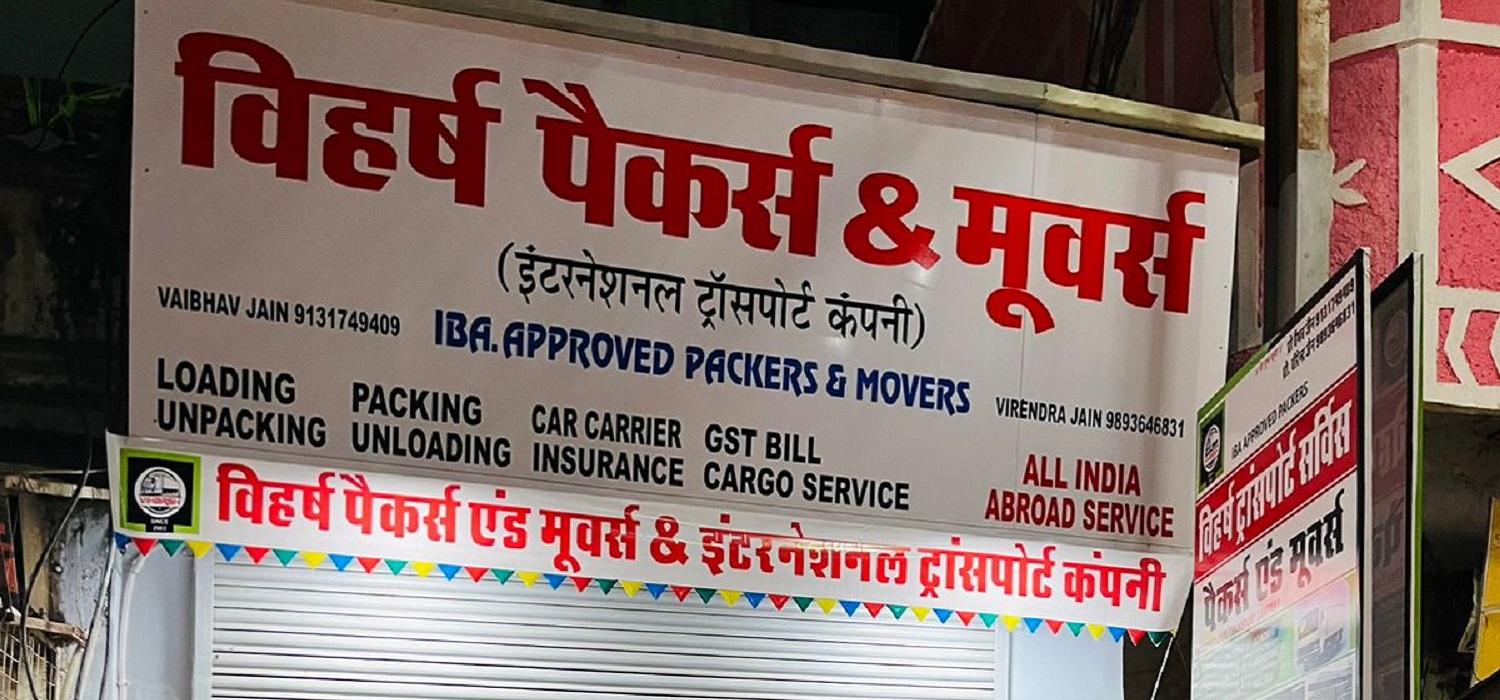 विहर्ष पैकर्स & मूवर्स
(इंटरनेशनल ट्रॉसपोर्ट कंपनी)
VAIBHAV JAIN 9131749409
IBA. APPROVED PACKERS & MOVERS
VIRENDRA JAIN 9893646831
LOADING PACKING CAR CARRIER GST BILL
UNPACKING UNLOADING INSURANCE CARGO SERVICE
ALL INDIA
ABROAD SERVICE
विहर्ष पैकर्स एंड मूवर्स & इंटरनेशनल ट्रांसपोर्ट कंपनी
VIHARSH
SINCE
IBA. APPROVED PACKERS
विहर्ष ट्रांसपोर्ट सर्विस
पैकर्स एंड मूवर्स